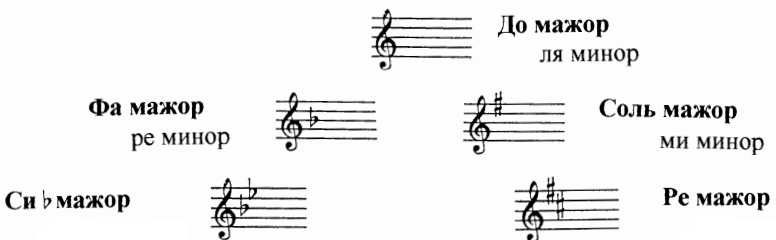 До мажор
ля минор
Фа мажор
ре минор
Соль мажор
ми минор
Си ♭ мажор
Ре мажор